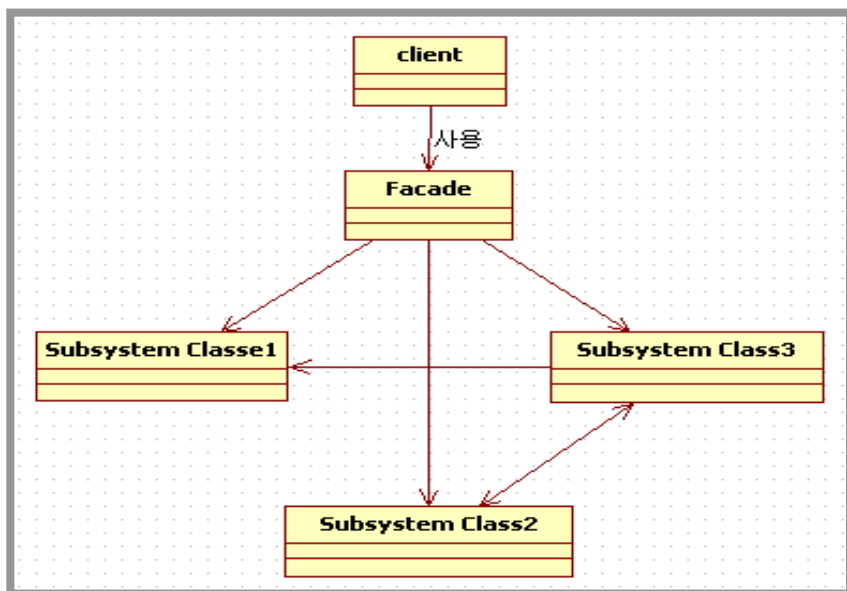 client
사용
Facade
Subsystem Classe1
Subsystem Class3
Subsystem Class2